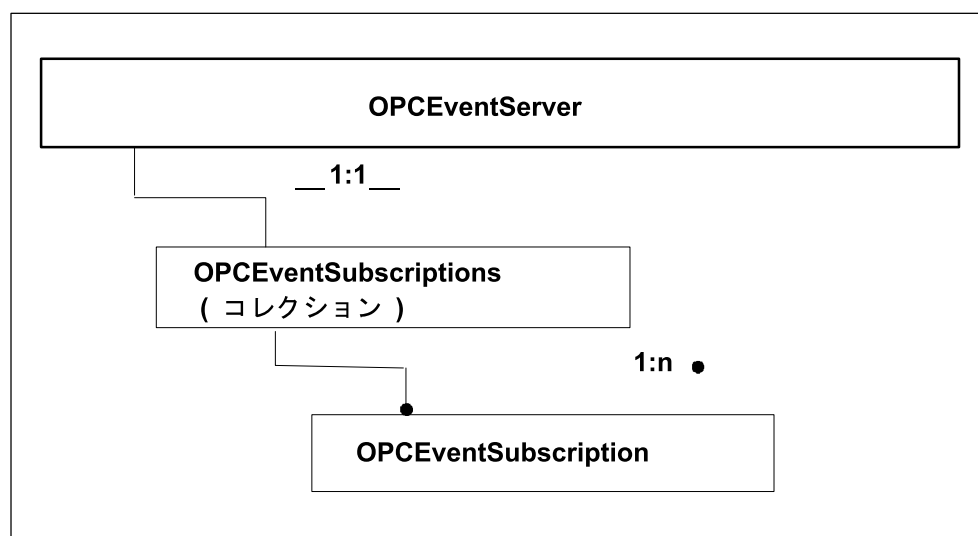 OPCEventServer
1:1
OPCEventSubscriptions
( コレクション )
1:n
OPCEventSubscription